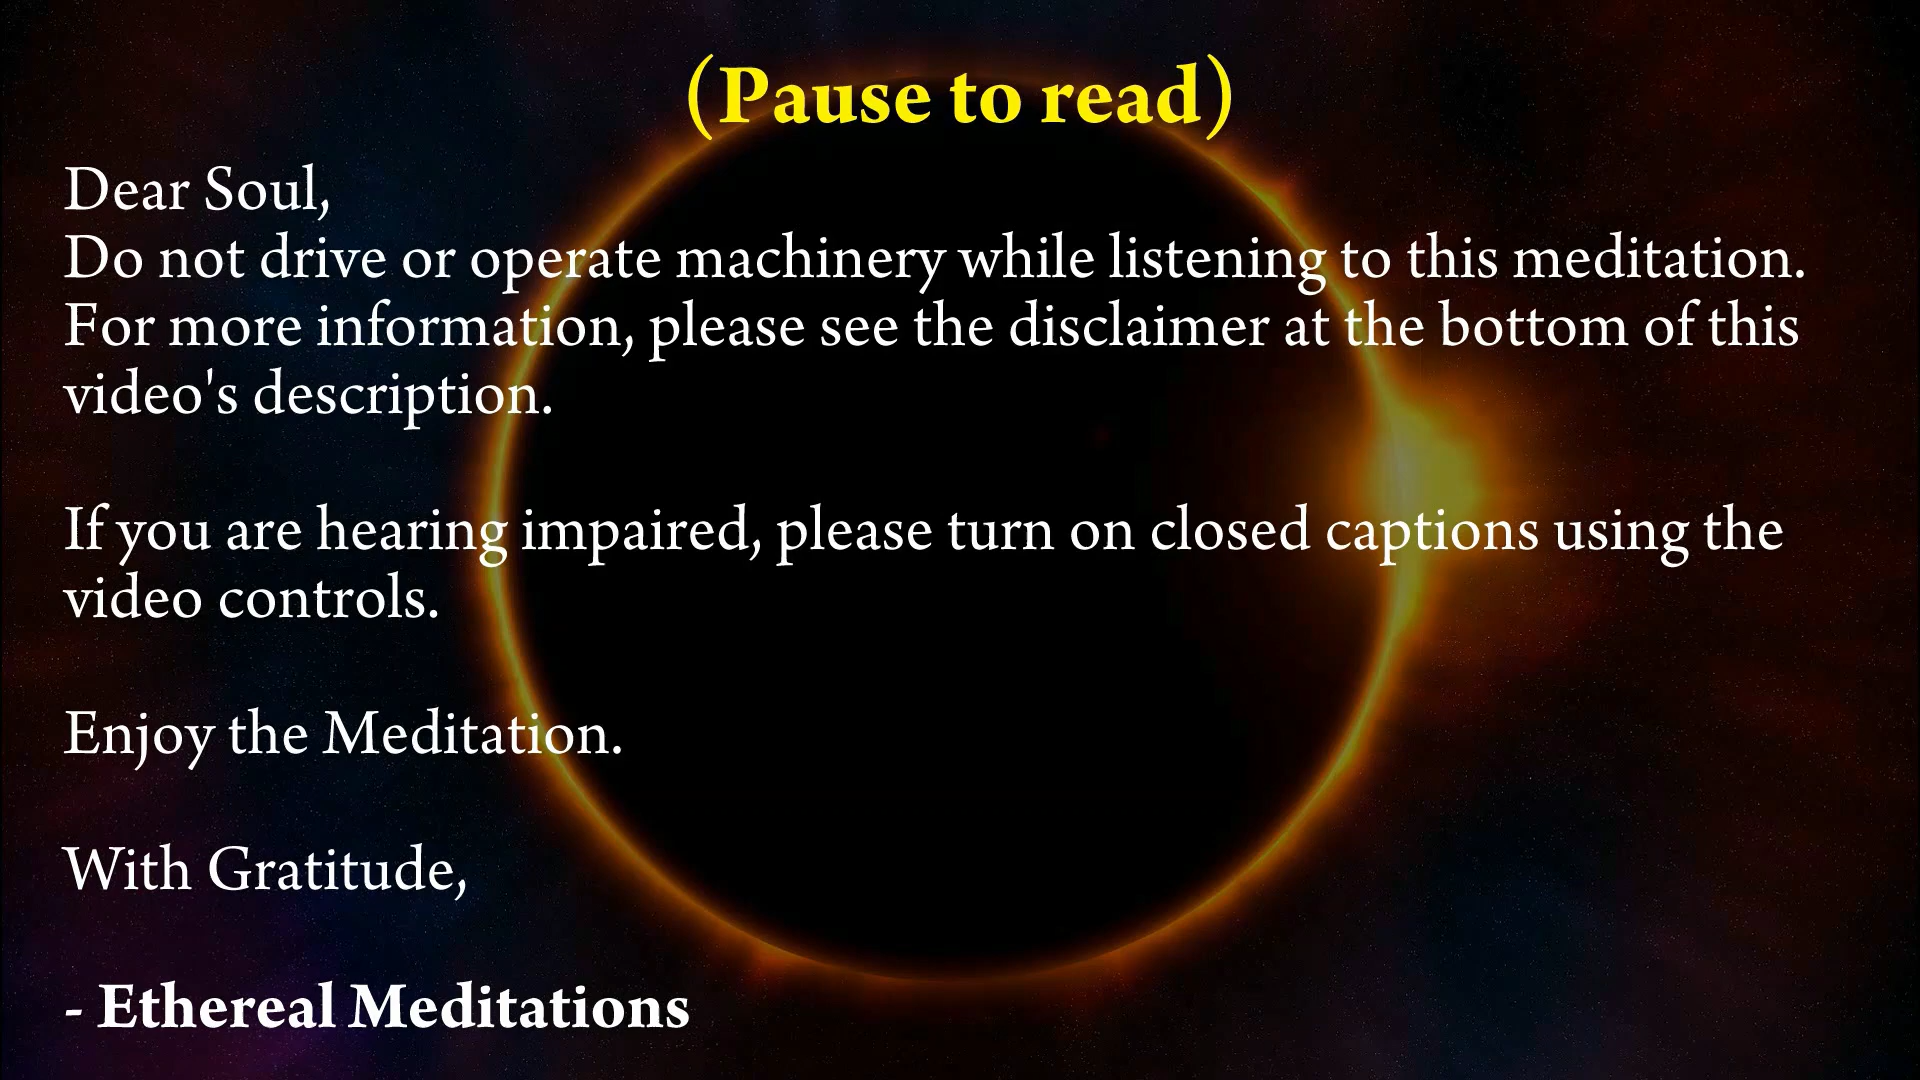 (Pause to read)
Dear Soul,
Do not drive or operate machinery while listening to this meditation.
For more information, please see the disclaimer at the bottom of this
video's description.
If you are hearing impaired, please turn on closed captions using the
video controls.
Enjoy the Meditation.
With Gratitude,
- Ethereal Meditations